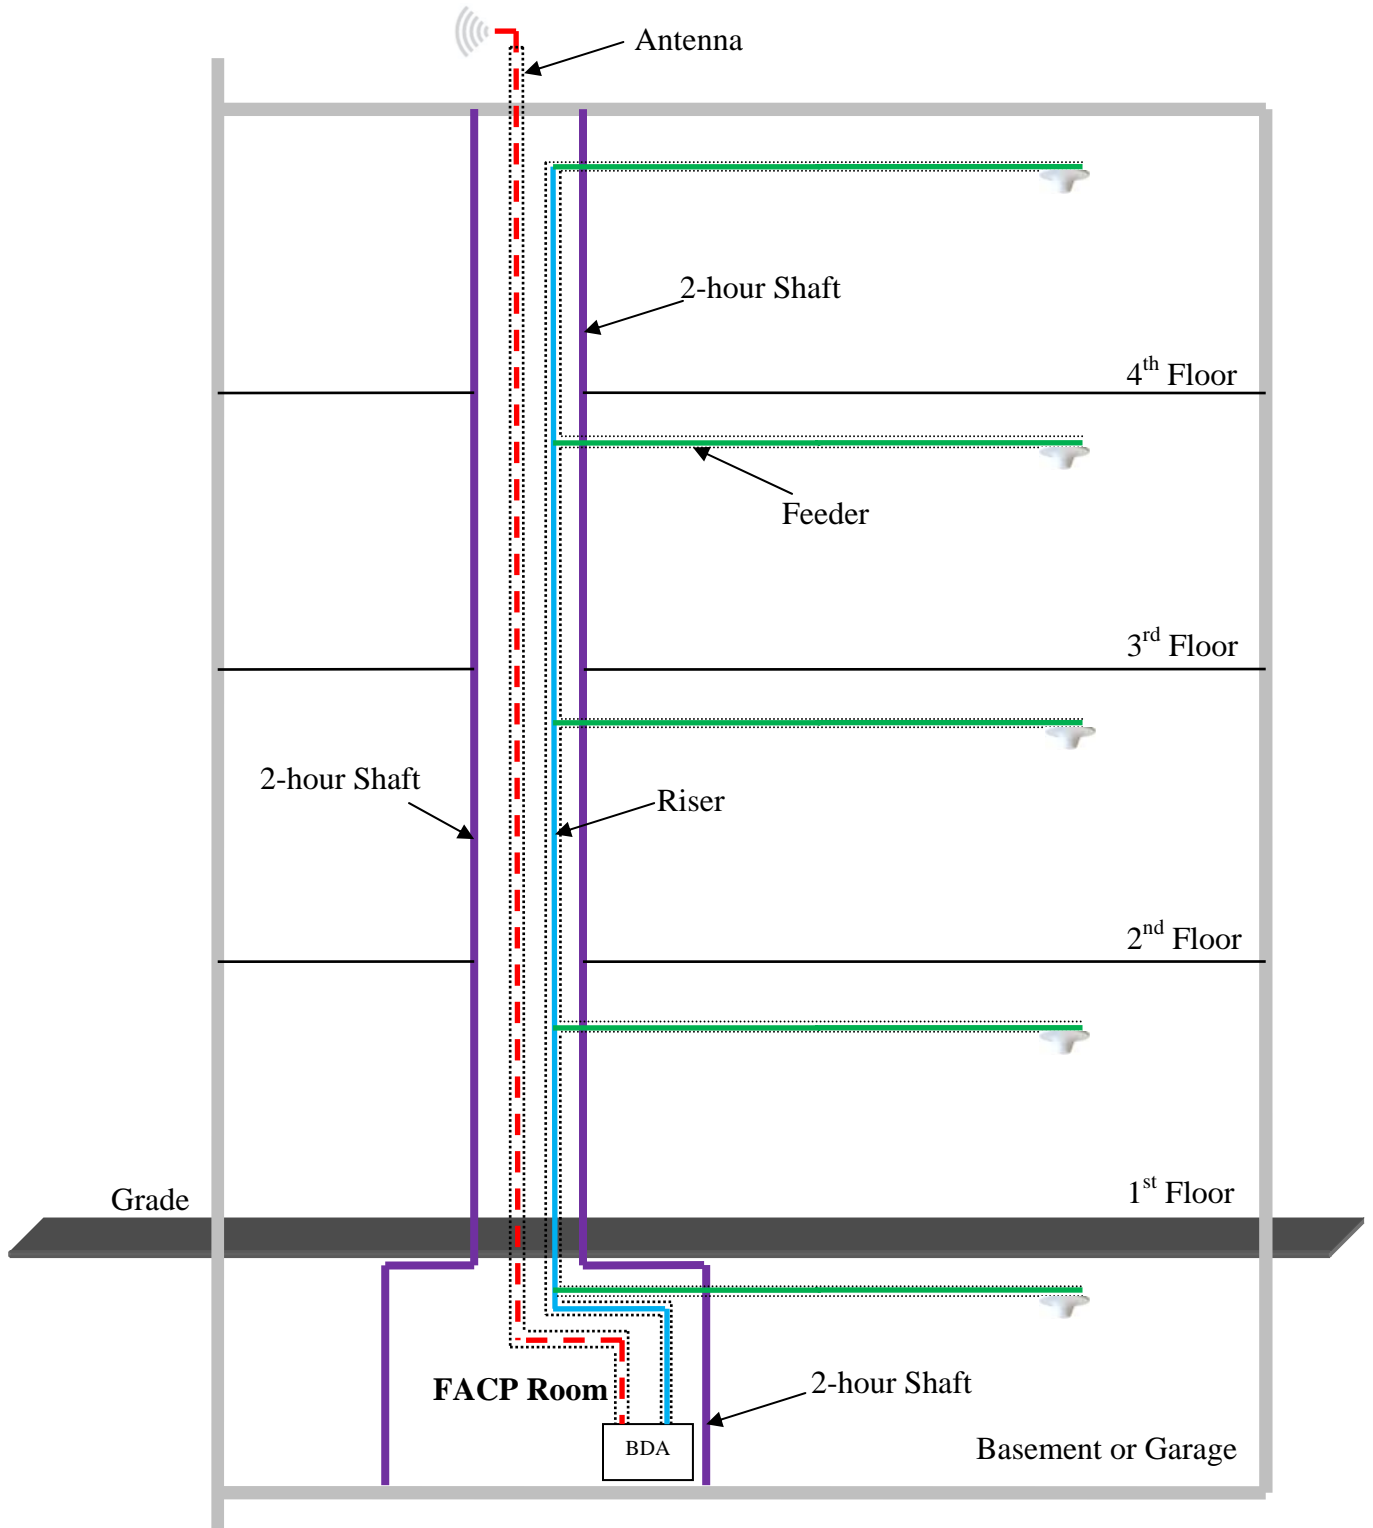 Antenna
2-hour Shaft
4th Floor
Feeder
3rd Floor
2-hour Shaft
Riser
2nd Floor
Grade
1st Floor
FACP Room
2-hour Shaft
BDA
Basement or Garage